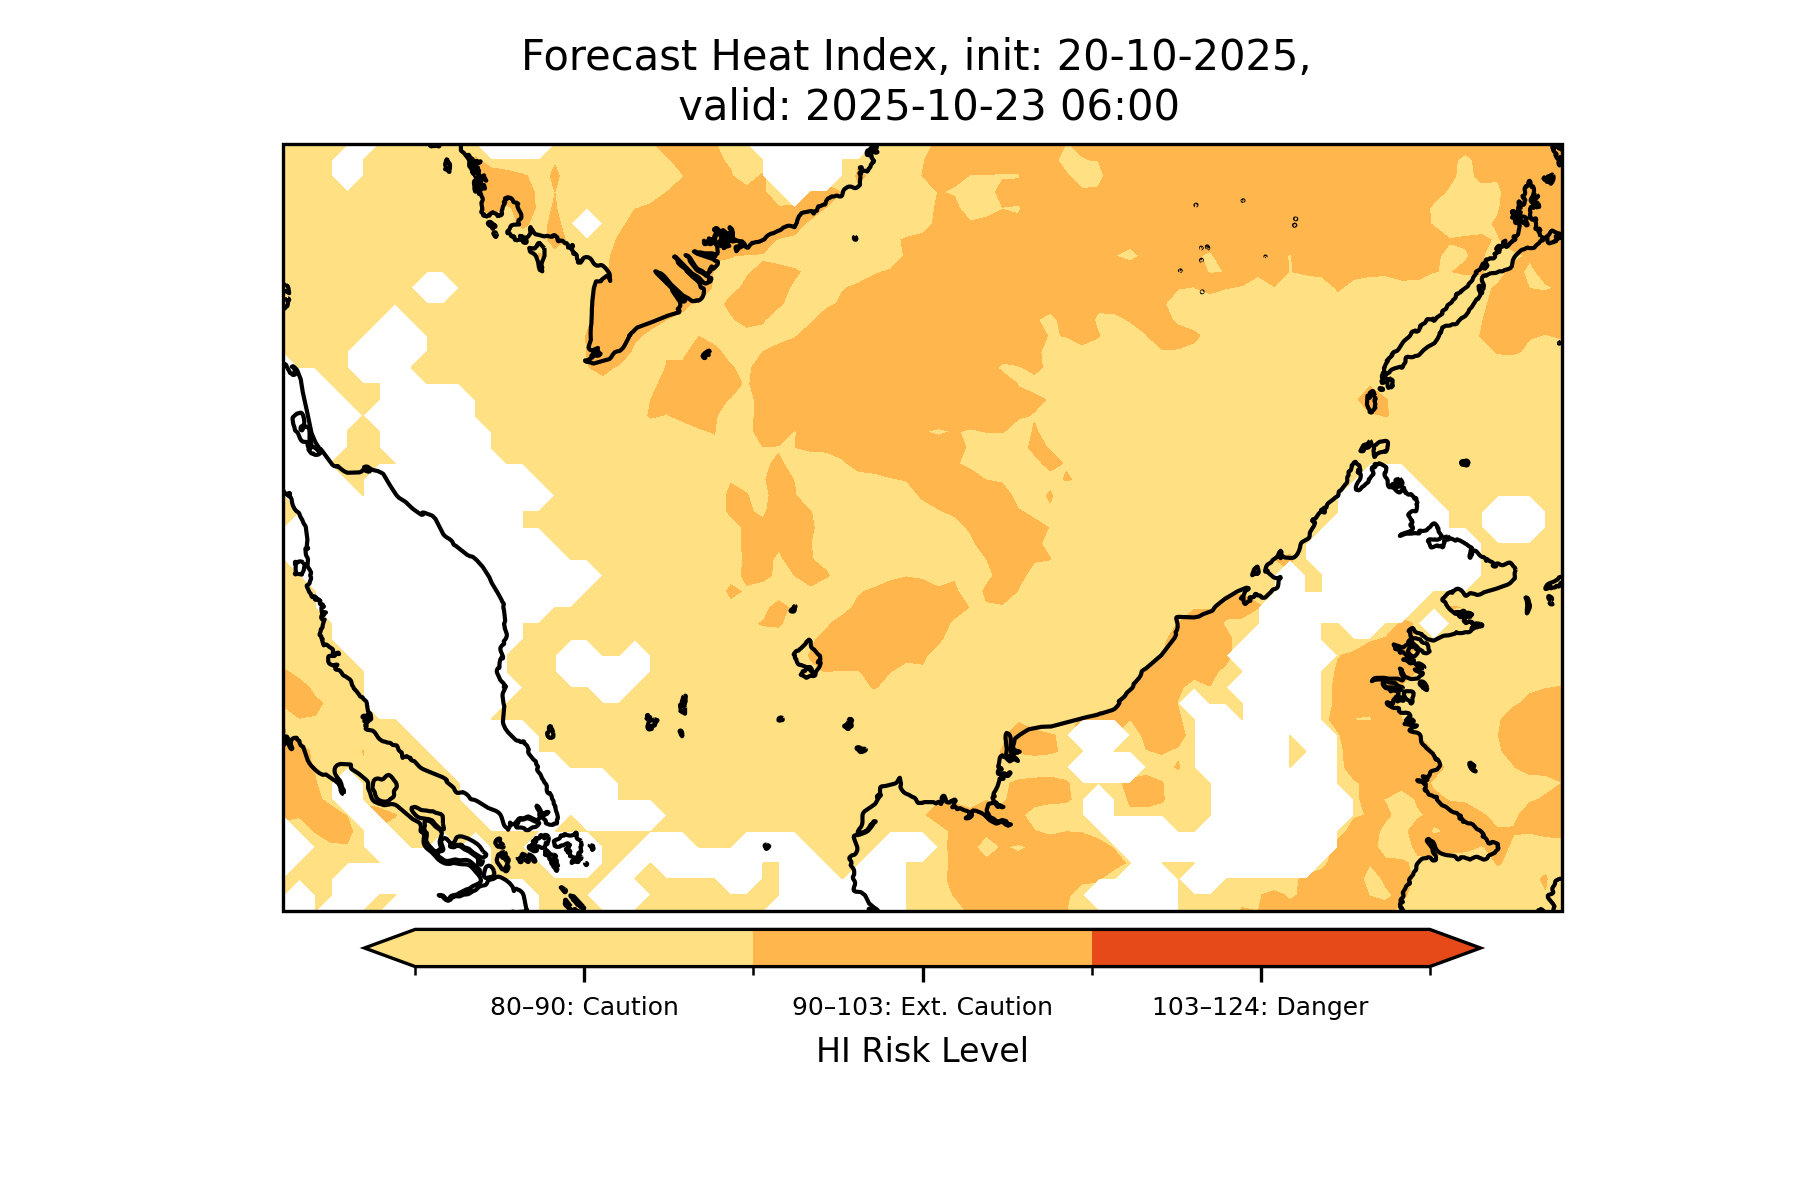 Forecast Heat Index, init: 20-10-2025,
valid: 2025-10-23 06:00
80–90: Caution
90–103: Ext. Caution
103–124: Danger
HI Risk Level